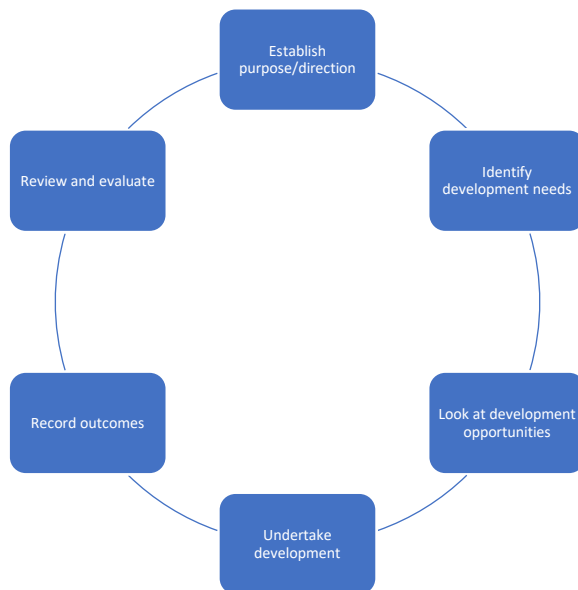 Establish
purpose/direction
Identify
development needs
Look at development
opportunities
Undertake
development
Record outcomes
Review and evaluate